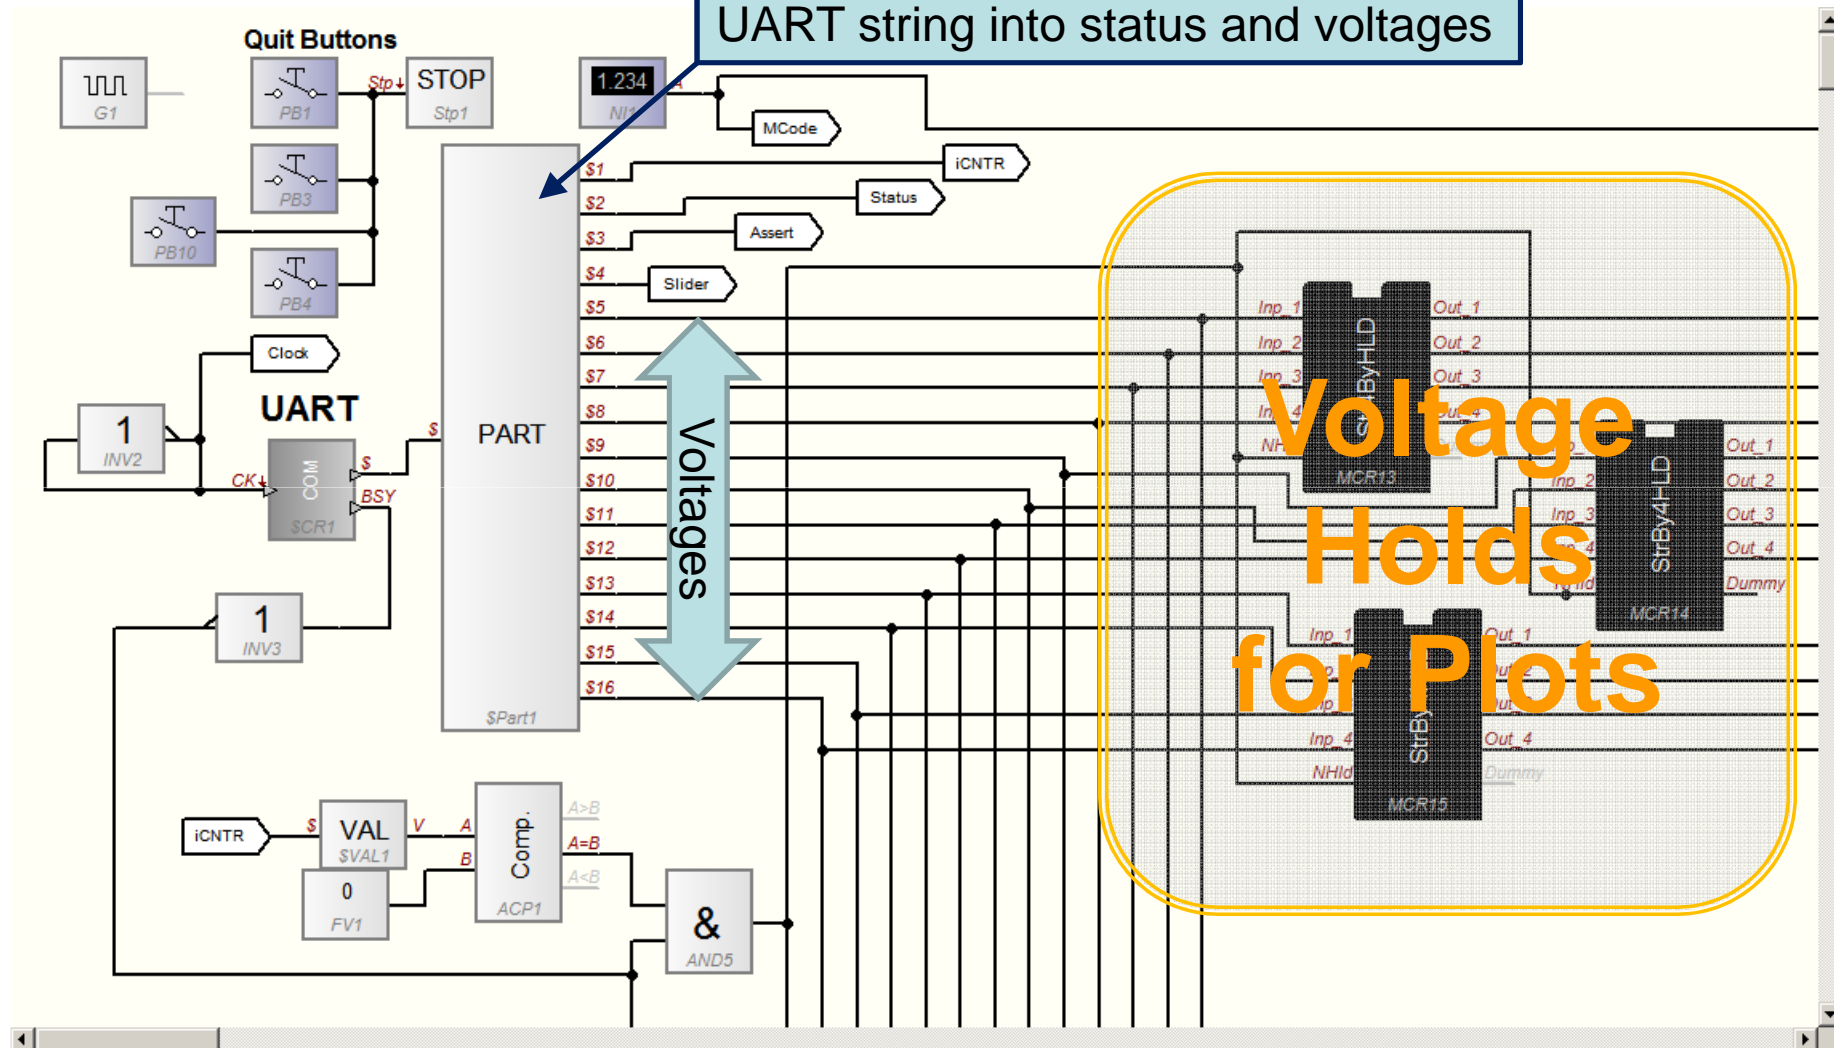 UART string into status and voltages
Quit Buttons
G1
PB1
Stp
STOP
Stp1
1.234
NI1
A
MCode
PB3
PB10
PB4
$1
iCNTR
$2
Status
$3
Assert
$4
Slider
$5
$6
$7
$8
$9
$10
$11
$12
$13
$14
$15
$16
Voltages
PART
$Part1
Clock
UART
1
INV2
CK
COM
$
BSY
$CR1
$
1
INV3
iCNTR
$
VAL
$VAL1
V
0
FV1
A
B
Comp.
ACP1
A>B
A=B
A<B
&
AND5
Inp_1
Inp_2
Inp_3
Out_1
Out_2
Out_3
MCR13
Voltage
Holds
for Plots
Inp_2
Inp_3
StrBy4HLD
Out_1
Out_2
Out_3
Out_4
Dummy
MCR14
Inp_1
Inp_4
NHld
Out_1
Out_4
Dummy
MCR15